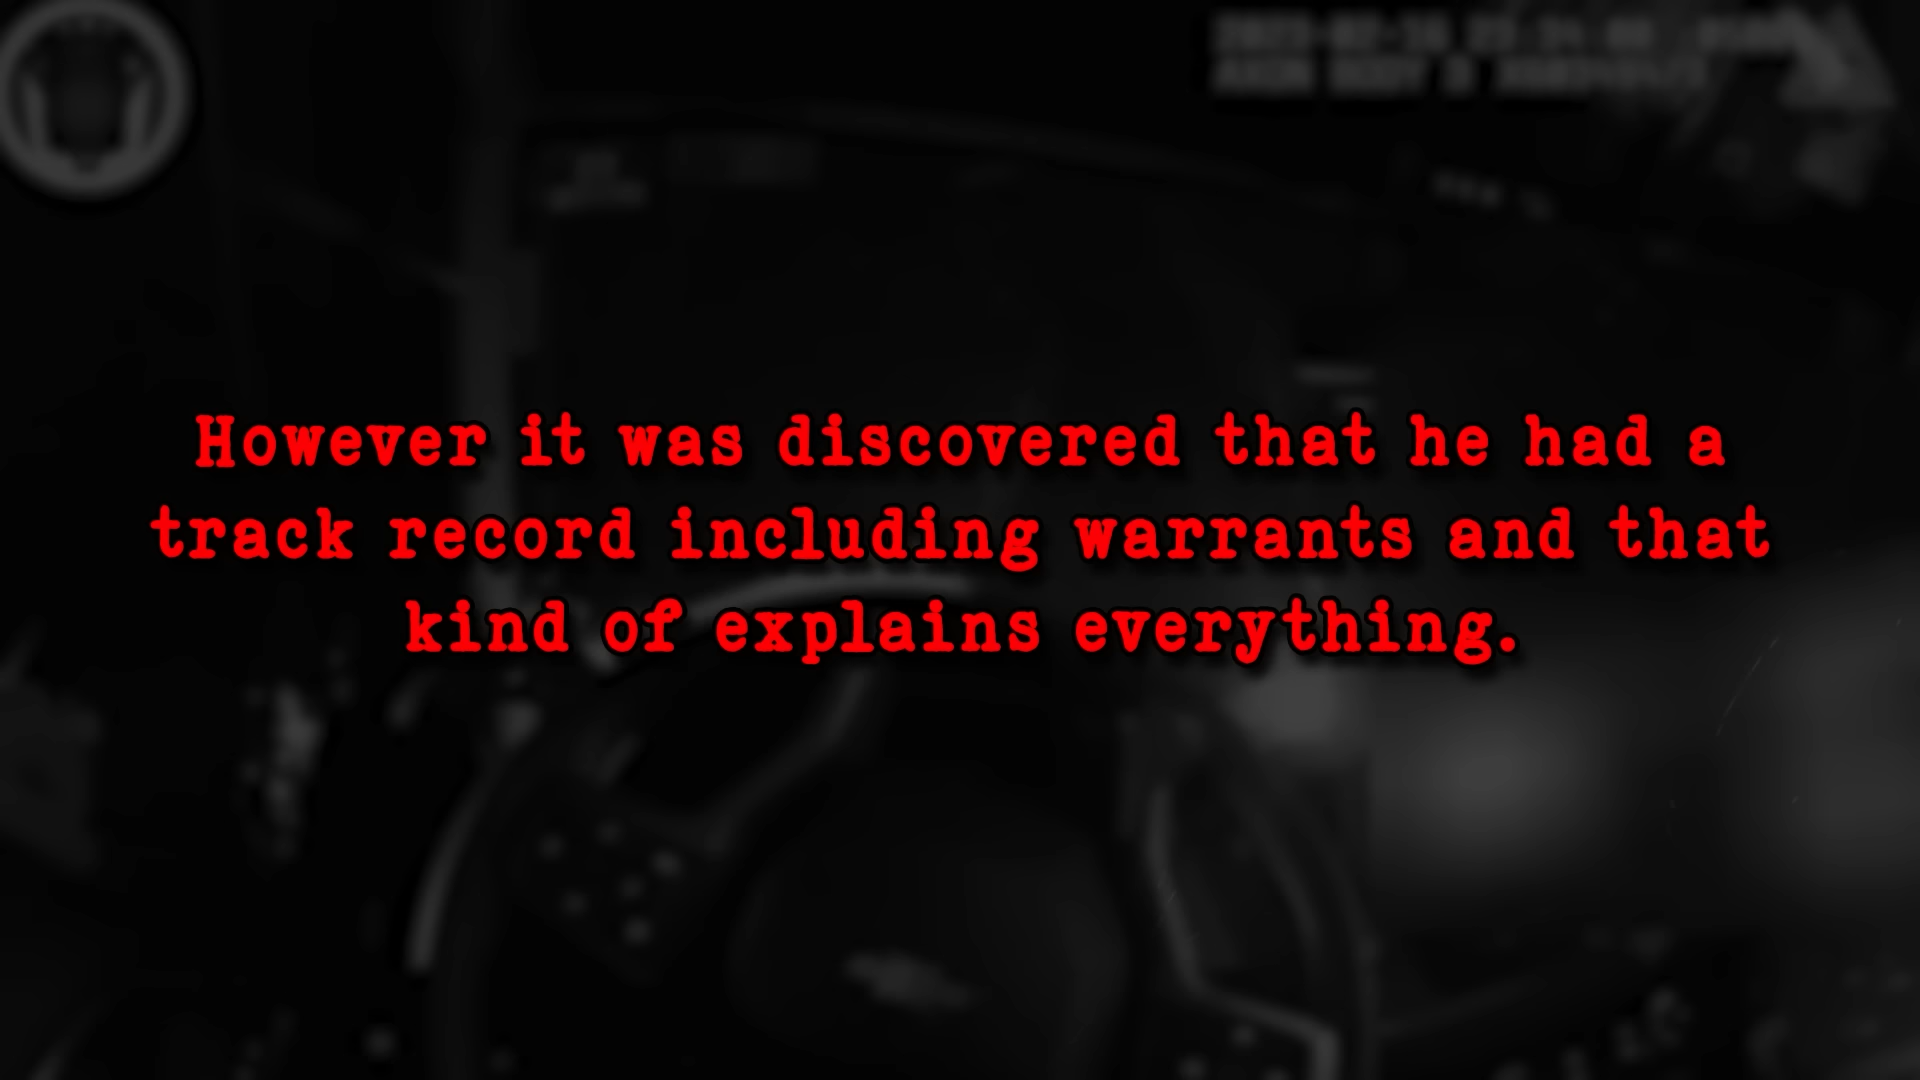 However it was discovered that he had a
track record including warrants and that
kind of explains everything.